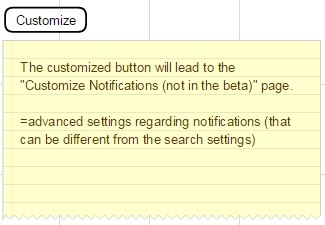 Customize
The customized button will lead to the
"Customize Notifications (not in the beta)" page.
=advanced settings regarding notifications (that
can be different from the search settings)